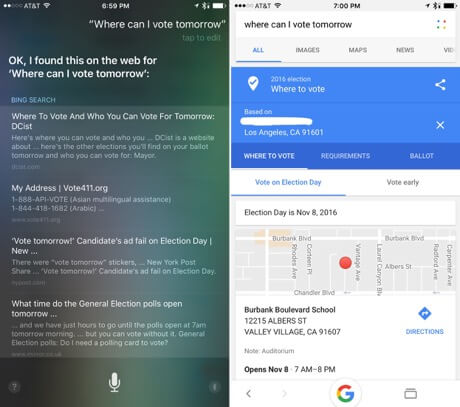 AT&T 6:59 PM
“Where can I vote tomorrow”
tap to edit
OK, I found this on the web for
‘Where can I vote tomorrow’:
BING SEARCH
Where To Vote And Who You Can Vote For Tomorrow:
DCist
Here's where you can vote and who you ... DCist is a website
about ... here's the other elections you'll find on your ballot
tomorrow and who you can vote for: Mayor.
dcist.com
My Address | Vote411.org
1-888-API-VOTE (Asian multilingual assistance)
1-844-418-1682 (Arabic) ...
www.vote411.org
‘Vote tomorrow!’ Candidate's ad fail on Election Day |
New ...
There were “vote tomorrow” stickers, ... New York Post
Share ... ‘Vote tomorrow!’ Candidate's ad fail on Election Day.
nypost.com
What time do the General Election polls open
tomorrow ...
... and we have just hours to go until the polls open at 7am
tomorrow morning. ... but you can vote without it. General
Election polls: Do I need a polling card to vote?
www.mirror.co.uk
?
AT&T 7:00 PM
where can I vote tomorrow
ALL IMAGES MAPS NEWS VID
2016 election
Where to vote
Based on
Los Angeles, CA 91601
WHERE TO VOTE REQUIREMENTS BALLOT
Vote on Election Day Vote early
Election Day is Nov 8, 2016
Burbank Blvd Burbank Blvd
Rhodes Ave
Corteen Pl
Vantage Ave
Laurel Canyon Bl
Radford Ave
Carpenter Ave
Albers St
Chandler Blvd
Burbank Boulevard School
12215 ALBERS ST
VALLEY VILLAGE, CA 91607
DIRECTIONS
Note: Auditorium
Opens Nov 8 · 7 AM–8 PM
G